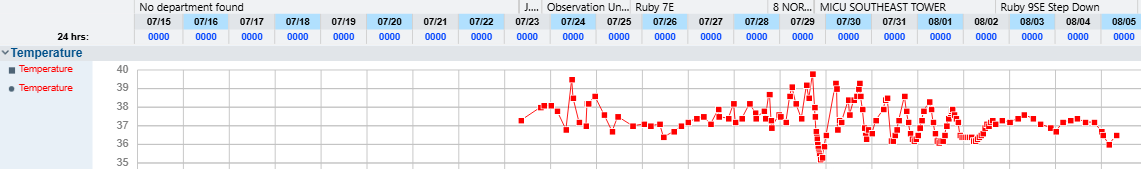 No department found J.... Observation Un... Ruby 7E 8 NOR... MICU SOUTHEAST TOWER Ruby 9SE Step Down
07/15 07/16 07/17 07/18 07/19 07/20 07/21 07/22 07/23 07/24 07/25 07/26 07/27 07/28 07/29 07/30 07/31 08/01 08/02 08/03 08/04 08/05
24 hrs: 0000 0000 0000 0000 0000 0000 0000 0000 0000 0000 0000 0000 0000 0000 0000 0000 0000 0000 0000 0000 0000 0000
Temperature
Temperature
Temperature
40
39
38
37
36
35